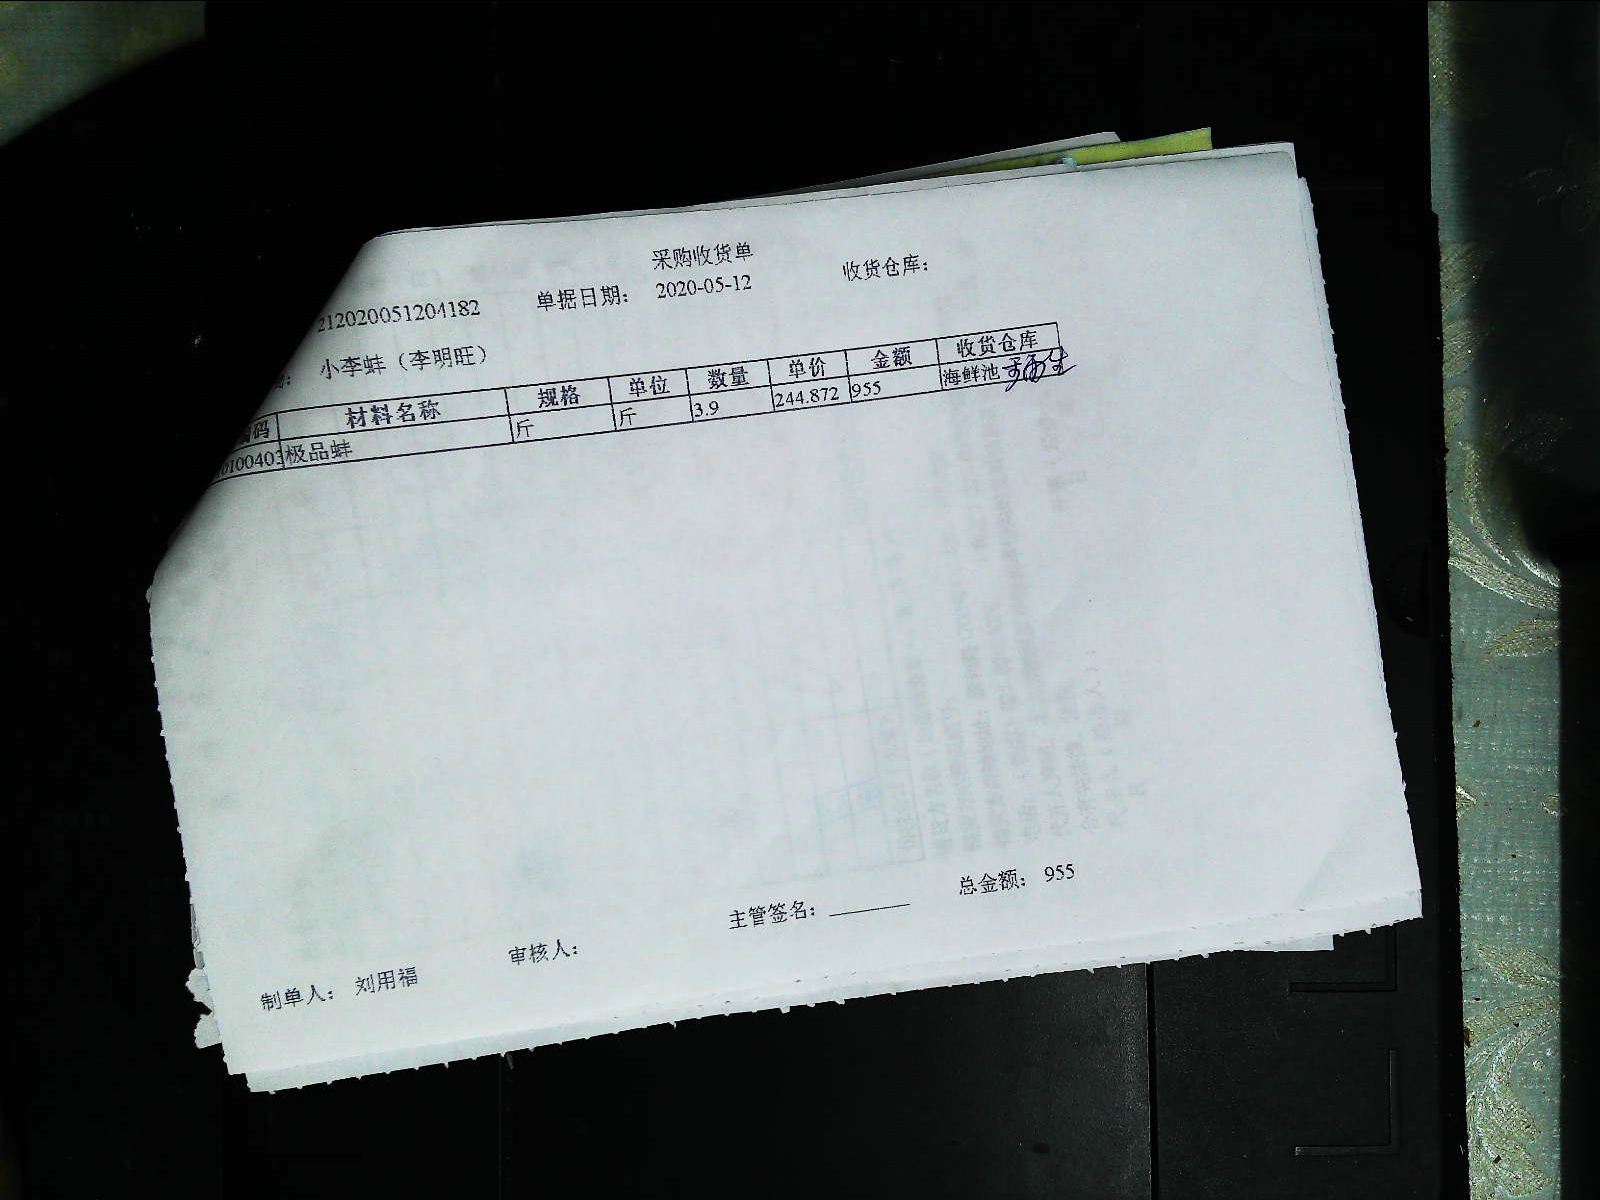 采购收货单
212020051204182 单据日期： 2020-05-12 收货仓库：
小李蚌（李明旺）
编码 材料名称 规格 单位 数量 单价 金额 收货仓库
0100403 极品蚌 斤 斤 3.9 244.872 955 海鲜池
主管签名： 总金额： 955
制单人： 刘用福 审核人：